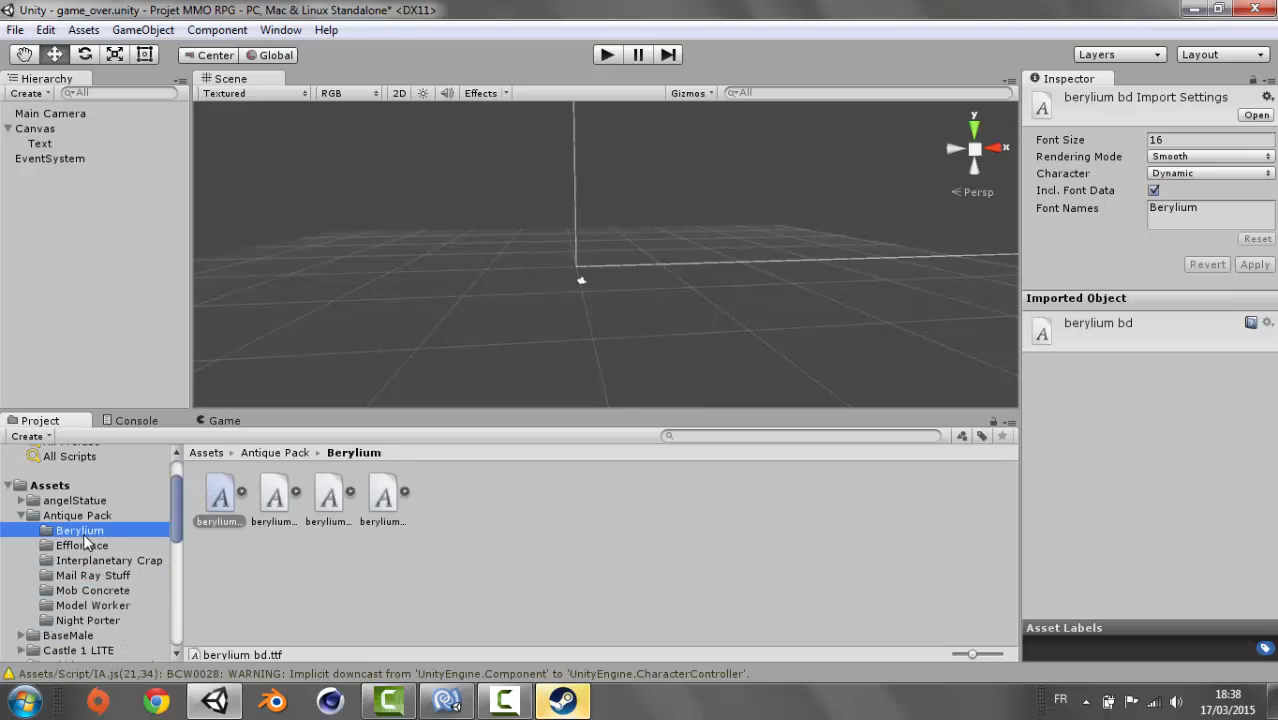 Unity - game_over.unity - Projet MMO RPG - PC, Mac & Linux Standalone* <DX11>
File Edit Assets GameObject Component Window Help
Center Global Layers Layout
Hierarchy
Create All
Main Camera
Canvas
Text
EventSystem
Scene
Textured RGB 2D Effects Gizmos All
y
x
Persp
Inspector
berylium bd Import Settings
Open
Font Size 16
Rendering Mode Smooth
Character Dynamic
Incl. Font Data
Font Names Berylium
Reset
Revert Apply
Imported Object
berylium bd
Asset Labels
Project Console Game
Create
All Scripts
Assets
angelStatue
Antique Pack
Berylium
Interplanetary Crap
Mail Ray Stuff
Mob Concrete
Model Worker
Night Porter
BaseMale
Castle 1 LITE
Assets Antique Pack Berylium
berylium... berylium... berylium... berylium...
berylium bd.ttf
Assets/Script/IA.js(21,34): BCW0028: WARNING: Implicit downcast from 'UnityEngine.Component' to 'UnityEngine.CharacterController'.
FR
18:38
17/03/2015